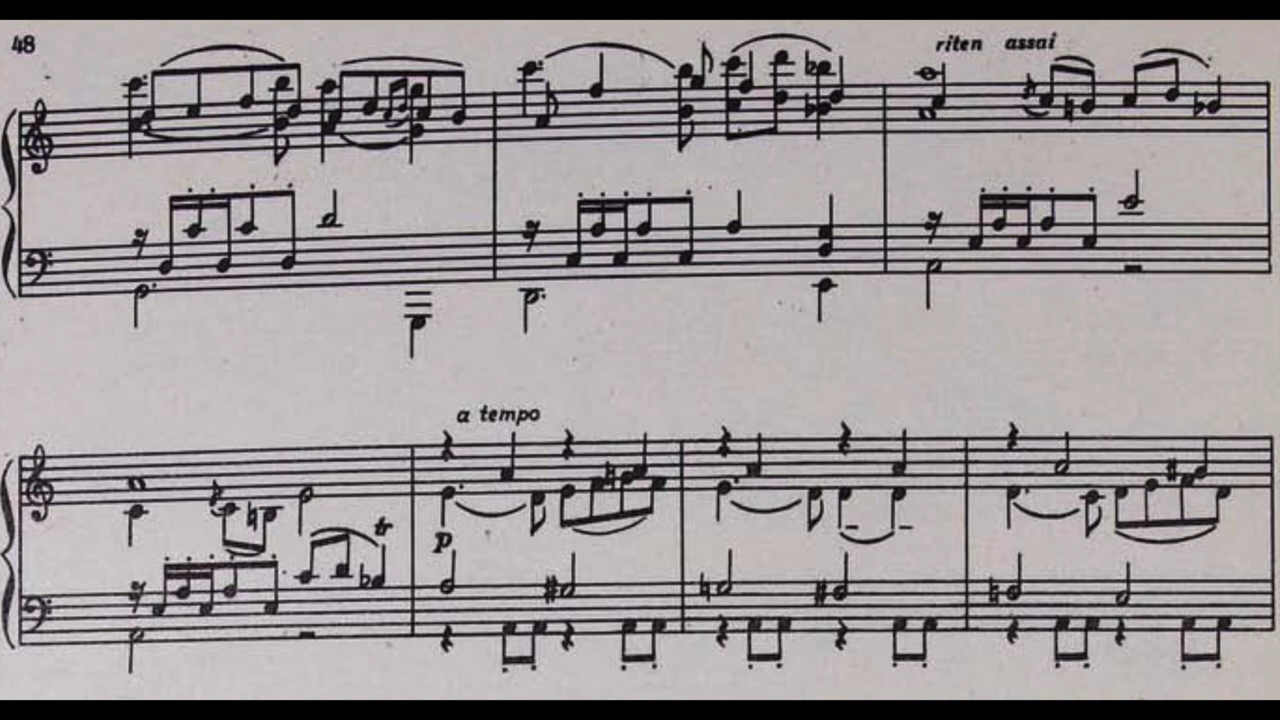 48
riten assai
a tempo
tr
p